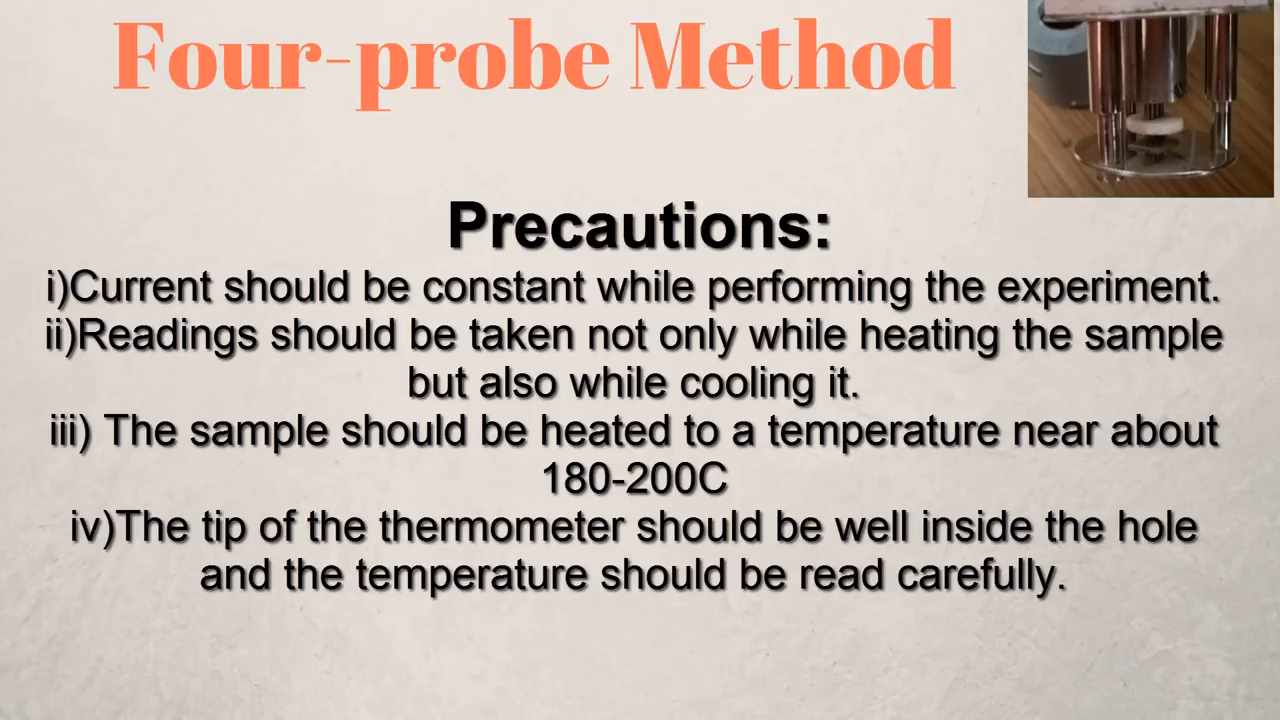 Four-probe Method
Precautions:
i)Current should be constant while performing the experiment.
ii)Readings should be taken not only while heating the sample
but also while cooling it.
iii) The sample should be heated to a temperature near about
180-200C
iv)The tip of the thermometer should be well inside the hole
and the temperature should be read carefully.